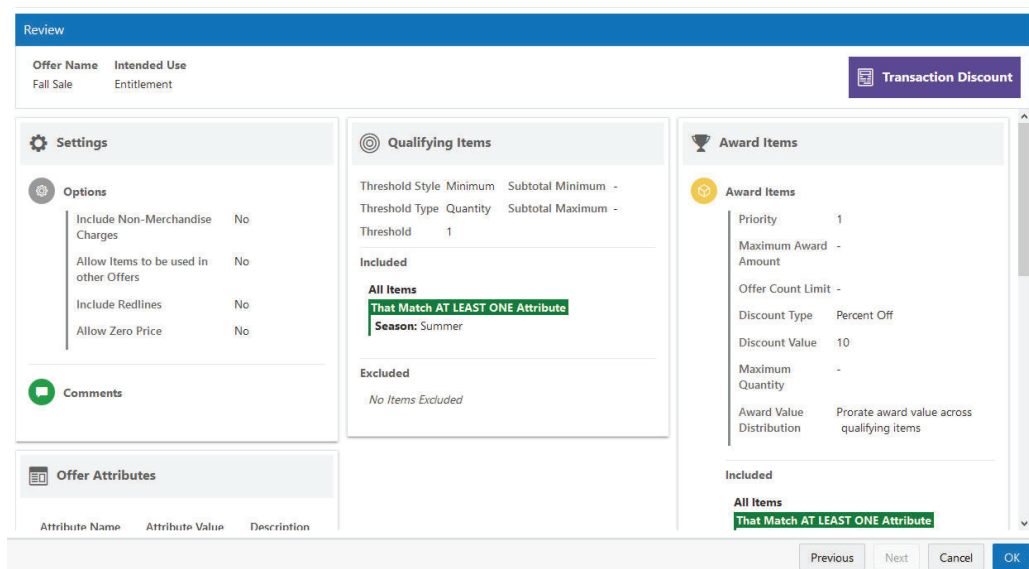 Review
Offer Name Intended Use
Fall Sale Entitlement
Transaction Discount
Settings
Options
Include Non-Merchandise No
Charges
Allow Items to be used in No
other Offers
Include Redlines No
Allow Zero Price No
Comments
Offer Attributes
Attribute Name Attribute Value Description
Qualifying Items
Threshold Style Minimum Subtotal Minimum -
Threshold Type Quantity Subtotal Maximum -
Threshold 1
Included
All Items
That Match AT LEAST ONE Attribute
Season: Summer
Excluded
No Items Excluded
Award Items
Award Items
Priority 1
Maximum Award -
Amount
Offer Count Limit -
Discount Type Percent Off
Discount Value 10
Maximum -
Quantity
Award Value Prorate award value across
Distribution qualifying items
Included
All Items
That Match AT LEAST ONE Attribute
Previous Next Cancel OK